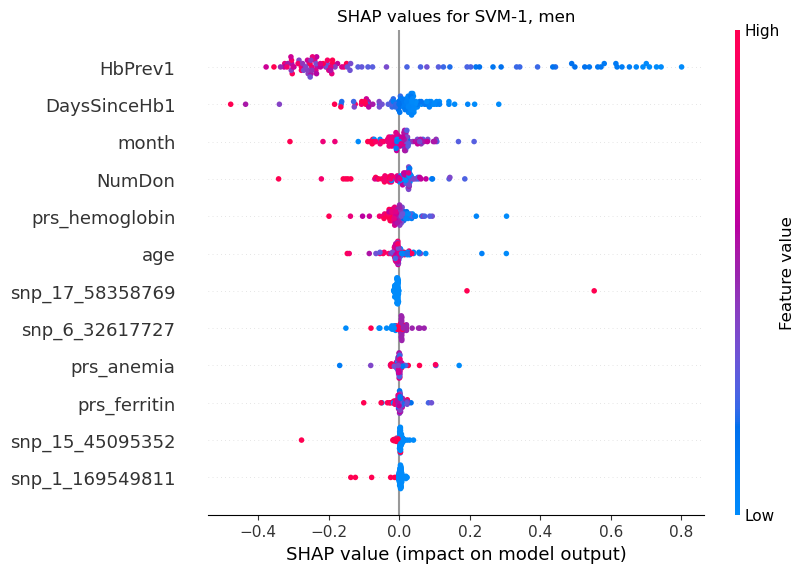 SHAP values for SVM-1, men
High
HbPrev1
DaysSinceHb1
month
NumDon
prs_hemoglobin
age
snp_17_58358769
snp_6_32617727
prs_anemia
prs_ferritin
snp_15_45095352
snp_1_169549811
Feature value
Low
−0.4 −0.2 0.0 0.2 0.4 0.6 0.8
SHAP value (impact on model output)